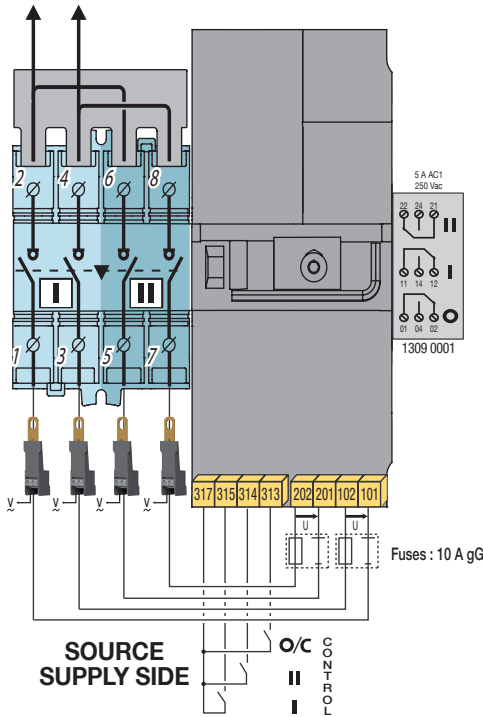 2 4 6 8
I II
1 3 5 7
5 A AC1
250 Vac
22 24 21
II
11 14 12
I
01 04 02
O
1309 0001
V ~ V ~ V ~ V ~
317 315 314 313 202 201 102 101
U U
Fuses : 10 A gG
SOURCE
SUPPLY SIDE
O/C
II
I
CONTROL